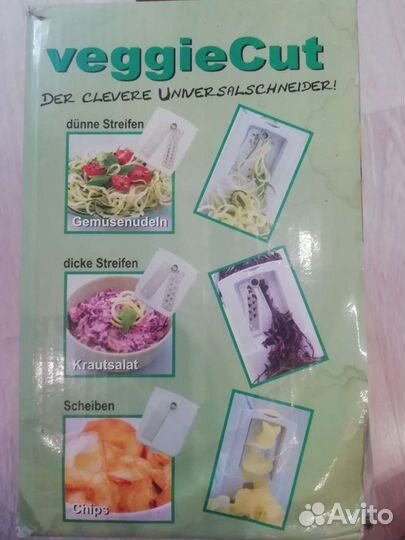 veggieCut
DER CLEVERE UNIVERSALSCHNEIDER!
dünne Streifen
Gemüsenudeln
dicke Streifen
Krautsalat
Scheiben
Chips
Avito